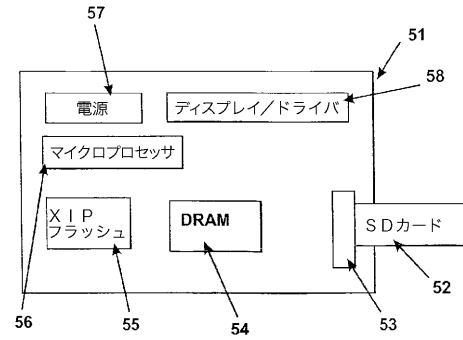 57
51
電源
ディスプレイ／ドライバ
58
マイクロプロセッサ
ＸＩＰ
フラッシュ
DRAM
ＳＤカード
52
56
55
54
53